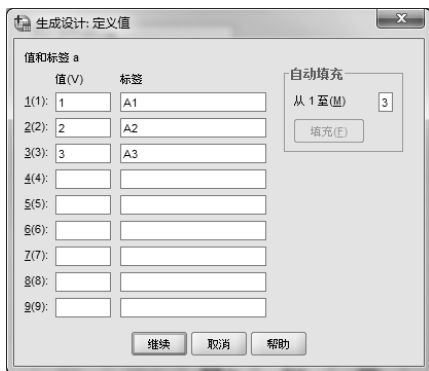 生成设计: 定义值
值和标签 a
值(V) 标签
1(1): 1 A1
2(2): 2 A2
3(3): 3 A3
4(4):
5(5):
6(6):
7(7):
8(8):
9(9):
自动填充
从 1 至(M) 3
填充(F)
继续 取消 帮助